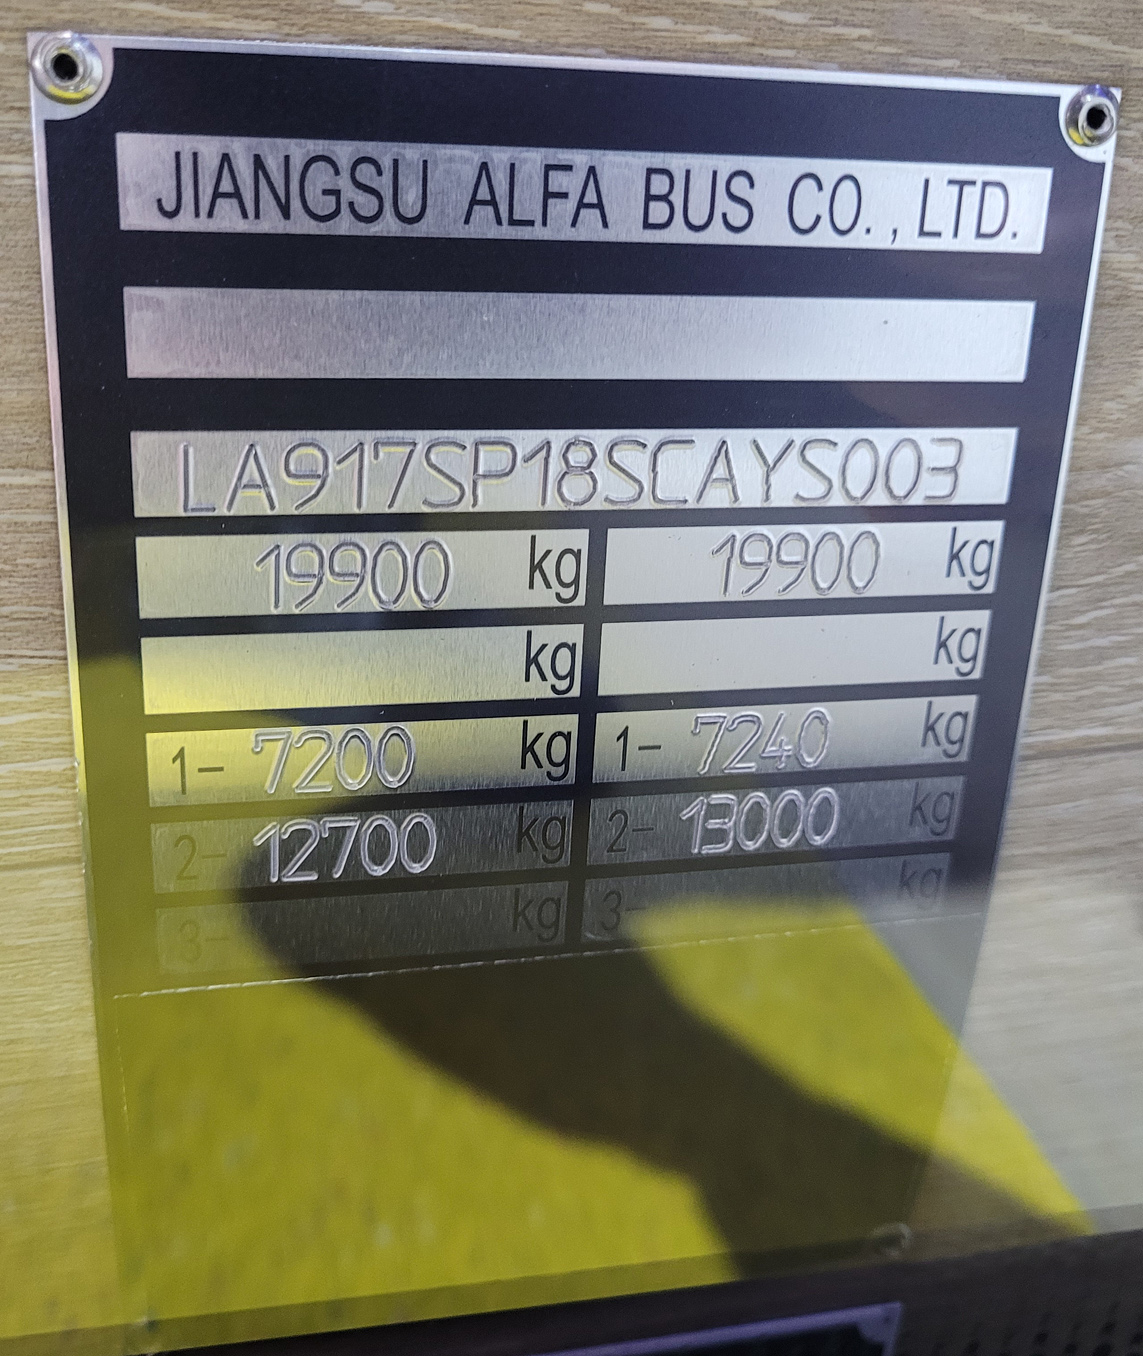 JIANGSU ALFA BUS CO., LTD.
LA917SP18SCAYS003
19900 kg 19900 kg
kg kg
1- 7200 kg 1- 7240 kg
2- 12700 kg 2- 13000 kg
3- kg 3- kg